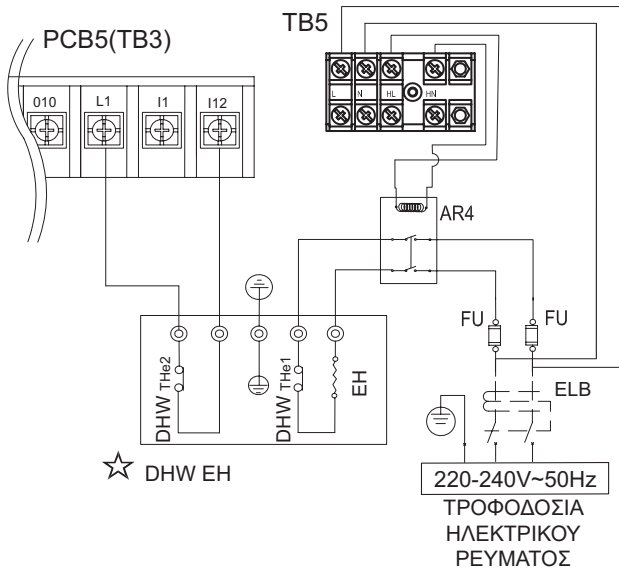 TB5
PCB5(TB3)
010 L1 I1 I12
L N HL HN
AR4
FU FU
DHW THe2 DHW THe1 EH
ELB
☆ DHW EH
220-240V~50Hz
ΤΡΟΦΟΔΟΣΙΑ
ΗΛΕΚΤΡΙΚΟΥ
ΡΕΥΜΑΤΟΣ